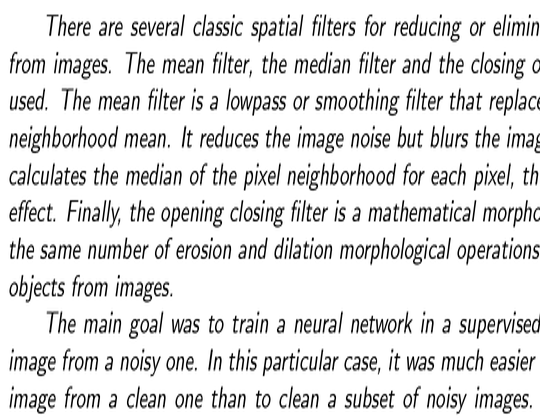 There are several classic spatial filters for reducing or elimin
from images. The mean filter, the median filter and the closing o
used. The mean filter is a lowpass or smoothing filter that replace
neighborhood mean. It reduces the image noise but blurs the imag
calculates the median of the pixel neighborhood for each pixel, th
effect. Finally, the opening closing filter is a mathematical morpho
the same number of erosion and dilation morphological operations
objects from images.
The main goal was to train a neural network in a supervised
image from a noisy one. In this particular case, it was much easier
image from a clean one than to clean a subset of noisy images.